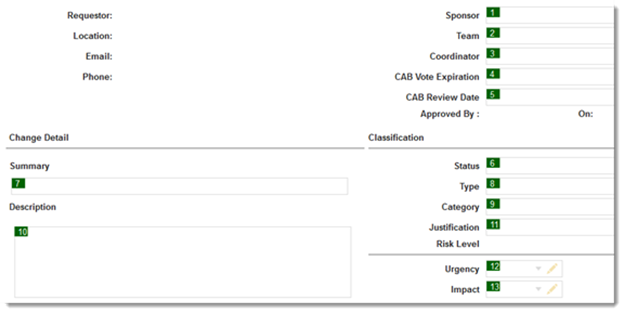 Requestor:
Location:
Email:
Phone:
Sponsor 1
Team 2
Coordinator 3
CAB Vote Expiration 4
CAB Review Date 5
Approved By : On:
Change Detail
Summary
7
Description
10
Classification
Status 6
Type 8
Category 9
Justification 11
Risk Level
Urgency 12
Impact 13